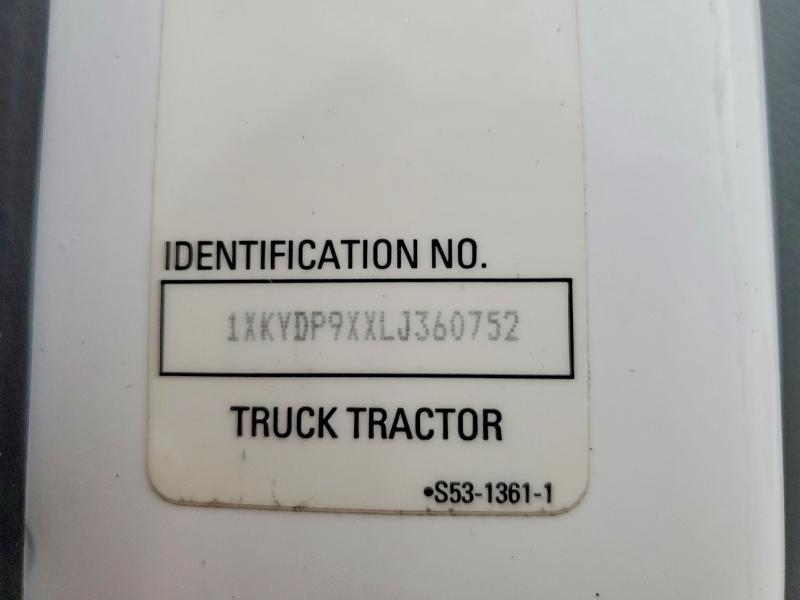 IDENTIFICATION NO.
1XKYDP9XXLJ360752
TRUCK TRACTOR
•S53-1361-1